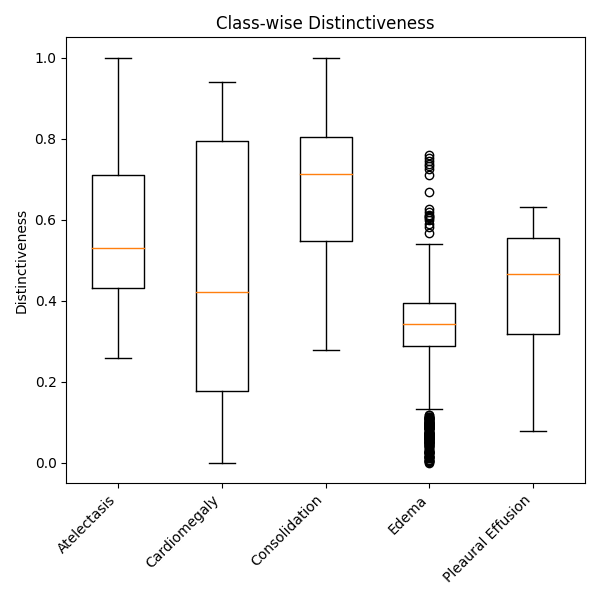 Class-wise Distinctiveness
Distinctiveness
1.0
0.8
0.6
0.4
0.2
0.0
Atelectasis
Cardiomegaly
Consolidation
Edema
Pleaural Effusion